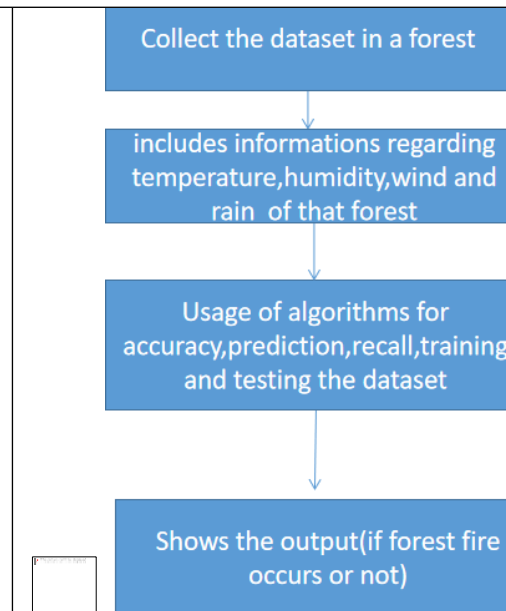 Collect the dataset in a forest
includes informations regarding
temperature,humidity,wind and
rain of that forest
Usage of algorithms for
accuracy,prediction,recall,training
and testing the dataset
Shows the output(if forest fire
occurs or not)